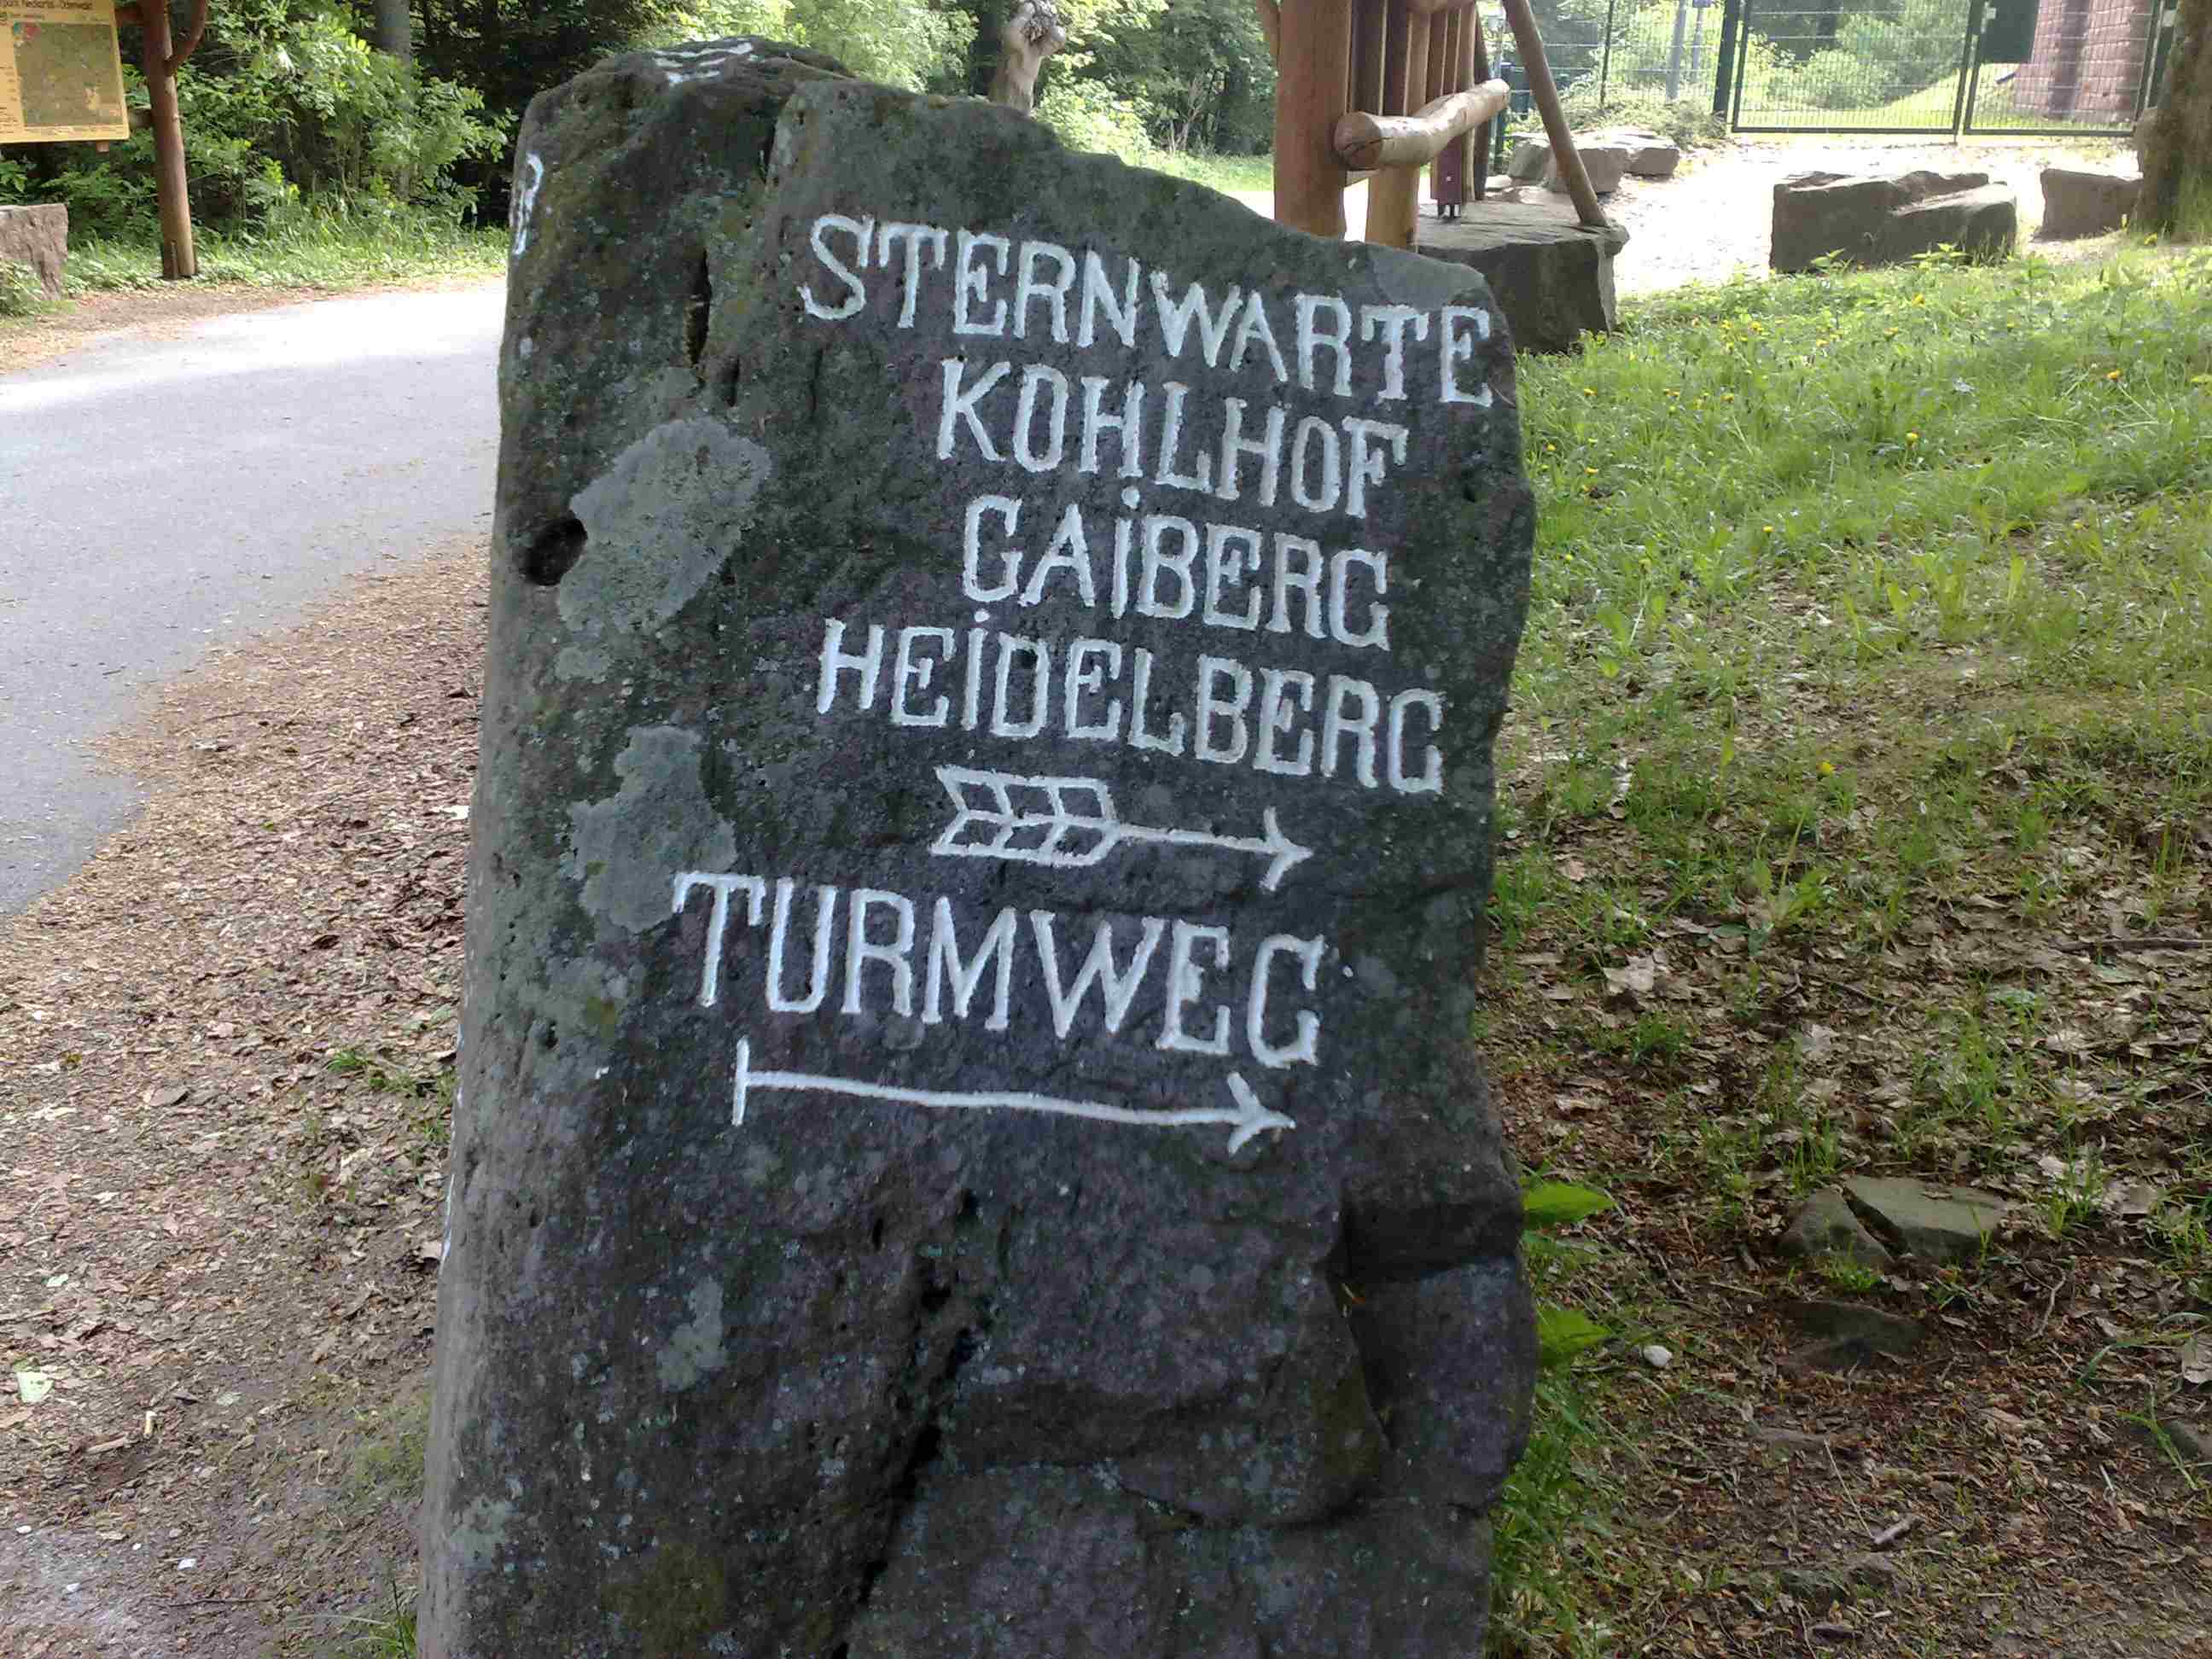 STERNWARTE
KOHLHOF
GAiBERG
HEiDELBERG
TURMWEG